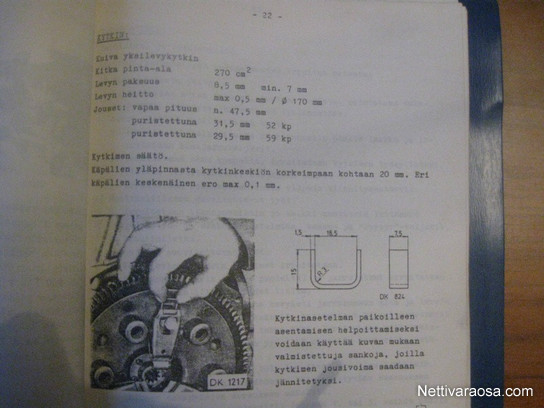 - 22 -
KYTKIN:
Kuiva yksilevykytkin
Kitka pinta-ala 270 cm2
Levyn paksuus 8,5 mm min. 7 mm
Levyn heitto max 0,5 mm / Ø 170 mm
Jouset: vapaa pituus n. 47,5 mm
puristettuna 31,5 mm 52 kp
puristettuna 29,5 mm 59 kp
Kytkimen säätö.
Käpälien yläpinnasta kytkinkeskiön korkeimpaan kohtaan 20 mm. Eri
käpälien keskenäinen ero max 0,1 mm.
1,5 16,5 7,5
15
R 3
DK 824
Kytkinasetelman paikoilleen
asentamisen helpoittamiseksi
voidaan käyttää kuvan mukaan
valmistettuja sankoja, joilla
kytkimen jousivoima saadaan
jännitetyksi.
DK 1217
Nettivaraosa.com